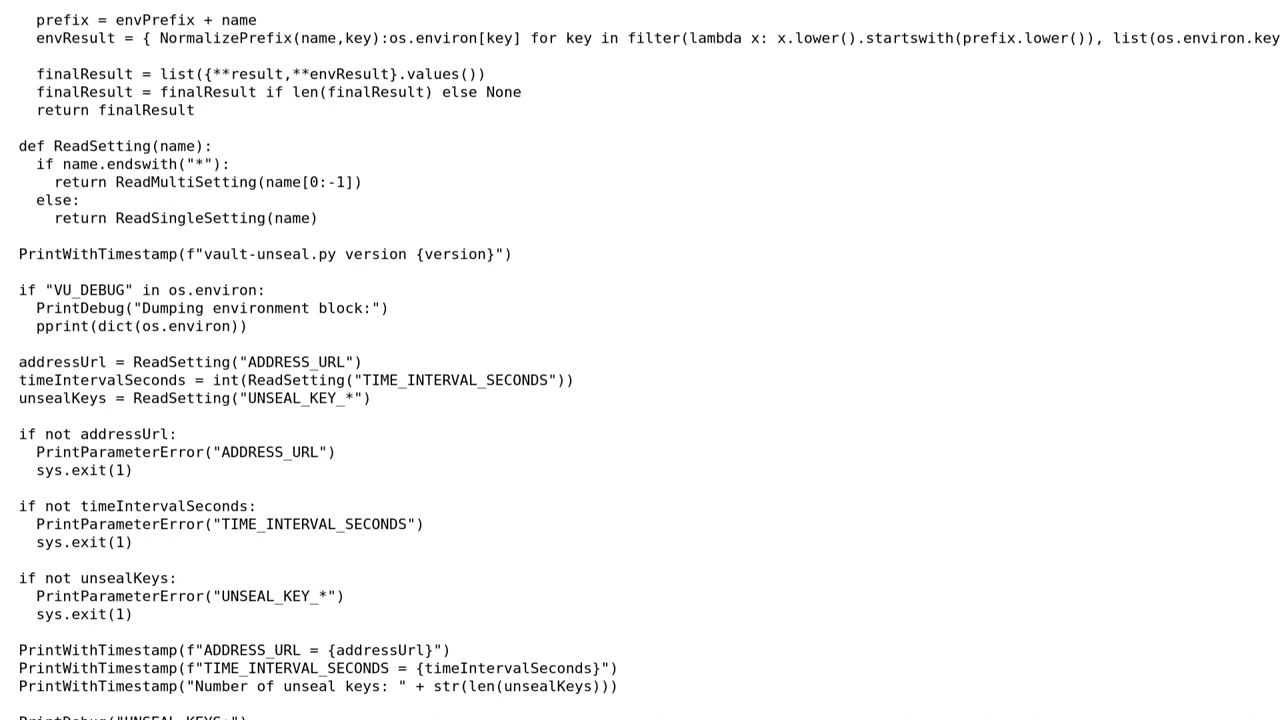 prefix = envPrefix + name
envResult = { NormalizePrefix(name,key):os.environ[key] for key in filter(lambda x: x.lower().startswith(prefix.lower()), list(os.environ.key
finalResult = list({**result,**envResult}.values())
finalResult = finalResult if len(finalResult) else None
return finalResult
def ReadSetting(name):
if name.endswith("*"):
return ReadMultiSetting(name[0:-1])
else:
return ReadSingleSetting(name)
PrintWithTimestamp(f"vault-unseal.py version {version}")
if "VU_DEBUG" in os.environ:
PrintDebug("Dumping environment block:")
pprint(dict(os.environ))
addressUrl = ReadSetting("ADDRESS_URL")
timeIntervalSeconds = int(ReadSetting("TIME_INTERVAL_SECONDS"))
unsealKeys = ReadSetting("UNSEAL_KEY_*")
if not addressUrl:
PrintParameterError("ADDRESS_URL")
sys.exit(1)
if not timeIntervalSeconds:
PrintParameterError("TIME_INTERVAL_SECONDS")
sys.exit(1)
if not unsealKeys:
PrintParameterError("UNSEAL_KEY_*")
sys.exit(1)
PrintWithTimestamp(f"ADDRESS_URL = {addressUrl}")
PrintWithTimestamp(f"TIME_INTERVAL_SECONDS = {timeIntervalSeconds}")
PrintWithTimestamp("Number of unseal keys: " + str(len(unsealKeys)))
PrintDebug("UNSEAL_KEYS:")